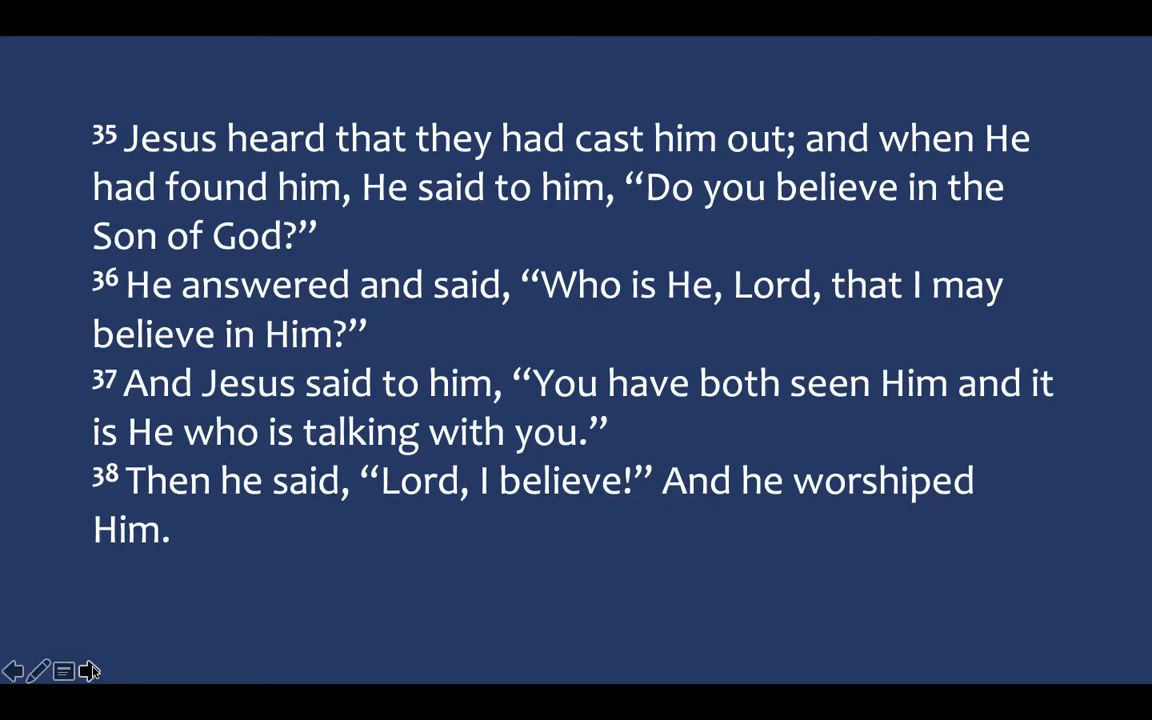 35 Jesus heard that they had cast him out; and when He
had found him, He said to him, “Do you believe in the
Son of God?”
36 He answered and said, “Who is He, Lord, that I may
believe in Him?”
37 And Jesus said to him, “You have both seen Him and it
is He who is talking with you.”
38 Then he said, “Lord, I believe!” And he worshiped
Him.